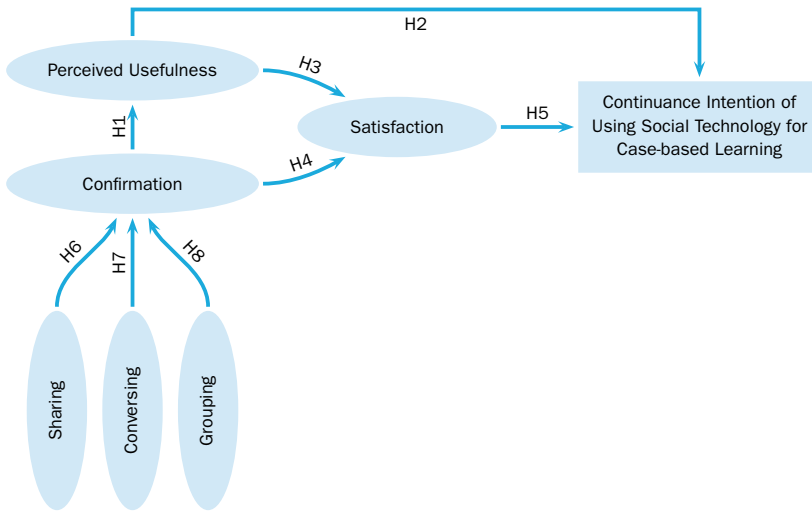 H2
Perceived Usefulness
H3
Satisfaction
H5
Continuance Intention of
Using Social Technology for
Case-based Learning
H1
H4
Confirmation
H6
H7
H8
Sharing
Conversing
Grouping